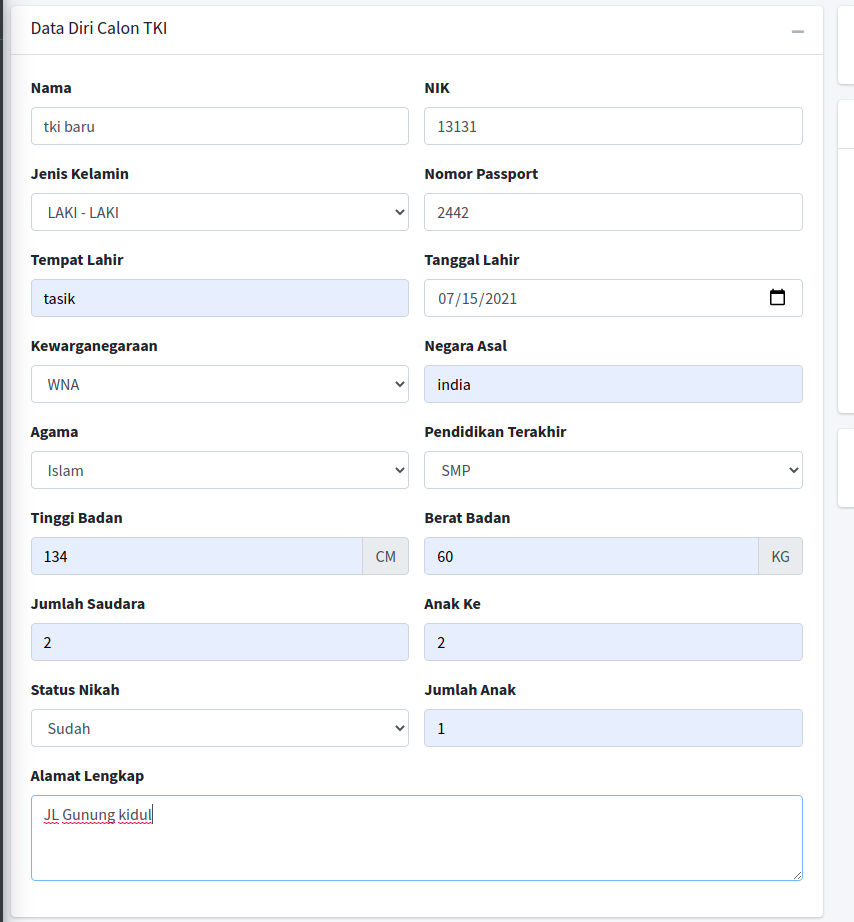 Data Diri Calon TKI
Nama
NIK
tki baru
13131
Jenis Kelamin
Nomor Passport
LAKI - LAKI
2442
Tempat Lahir
Tanggal Lahir
tasik
07/15/2021
Kewarganegaraan
Negara Asal
WNA
india
Agama
Pendidikan Terakhir
Islam
SMP
Tinggi Badan
Berat Badan
134 CM
60 KG
Jumlah Saudara
Anak Ke
2
2
Status Nikah
Jumlah Anak
Sudah
1
Alamat Lengkap
JL Gunung kidul